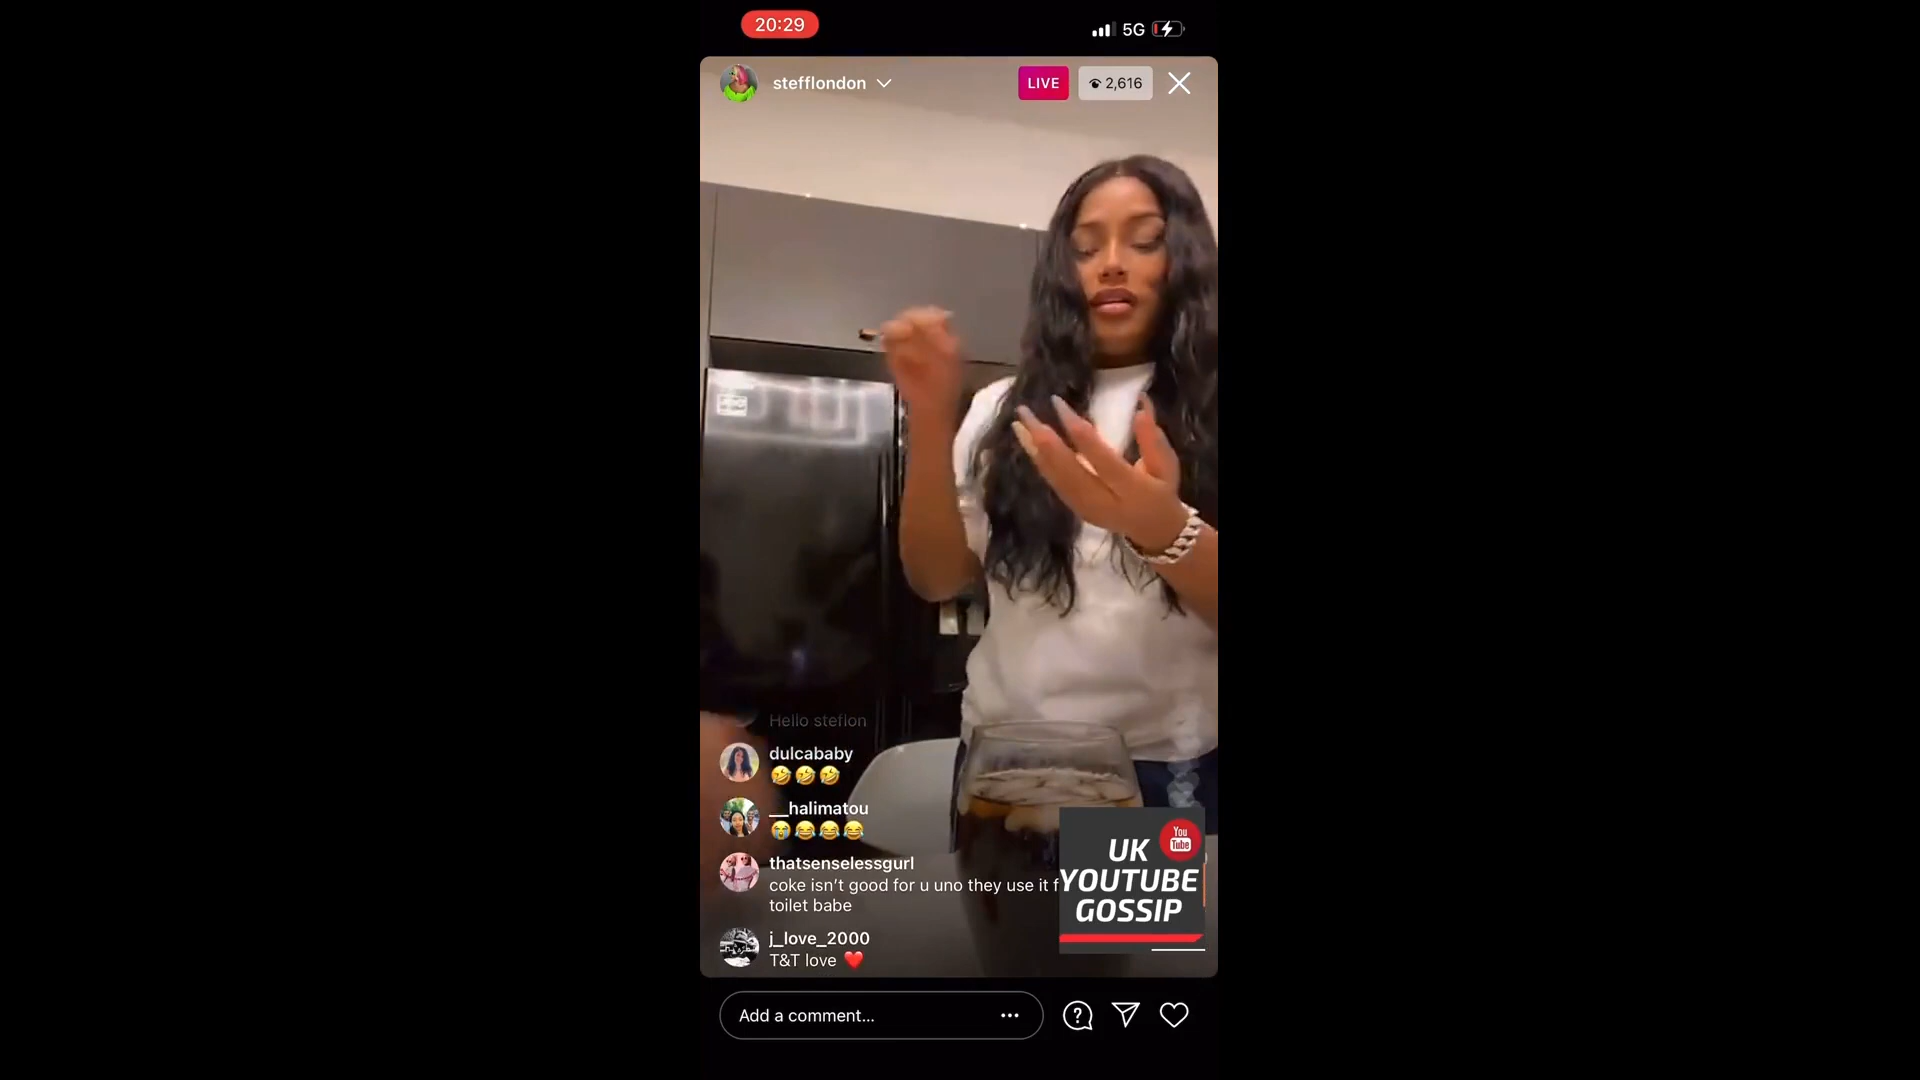 20:29
5G
stefflondon
LIVE
2,616
Hello steflon
dulcababy
🤣🤣🤣
__halimatou
😭😂😂😂
thatsenselessgurl
coke isn’t good for u uno they use it f
toilet babe
j_love_2000
T&T love ❤️
You
Tube
UK
YOUTUBE
GOSSIP
Add a comment...